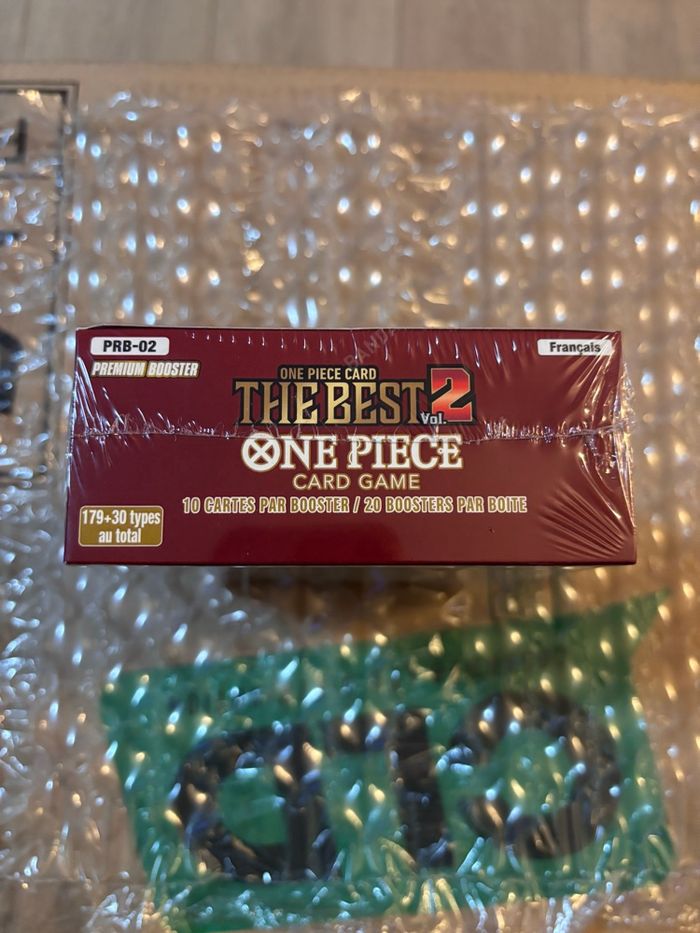 PRB-02
Français
PREMIUM BOOSTER
ONE PIECE CARD
THE BEST Vol. 2
ONE PIECE
CARD GAME
10 CARTES PAR BOOSTER / 20 BOOSTERS PAR BOITE
179+30 types
au total